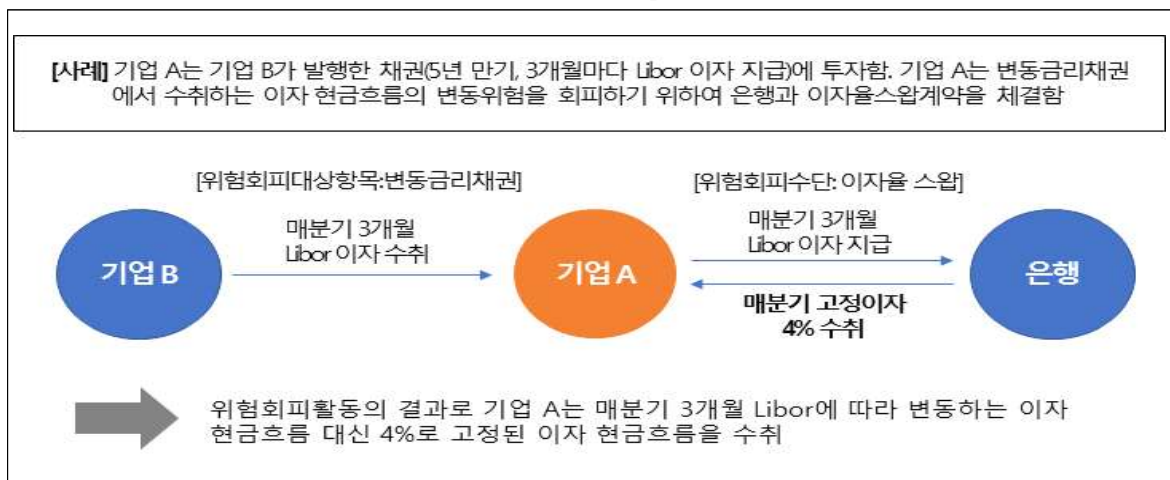 [사례] 기업 A는 기업 B가 발행한 채권(5년 만기, 3개월마다 Libor 이자 지급)에 투자함. 기업 A는 변동금리채권
에서 수취하는 이자 현금흐름의 변동위험을 회피하기 위하여 은행과 이자율스왑계약을 체결함
[위험회피대상항목:변동금리채권]
[위험회피수단: 이자율 스왑]
매분기 3개월
Libor 이자 수취
매분기 3개월
Libor 이자 지급
기업 B
기업 A
은행
매분기 고정이자
4% 수취
위험회피활동의 결과로 기업 A는 매분기 3개월 Libor에 따라 변동하는 이자
현금흐름 대신 4%로 고정된 이자 현금흐름을 수취